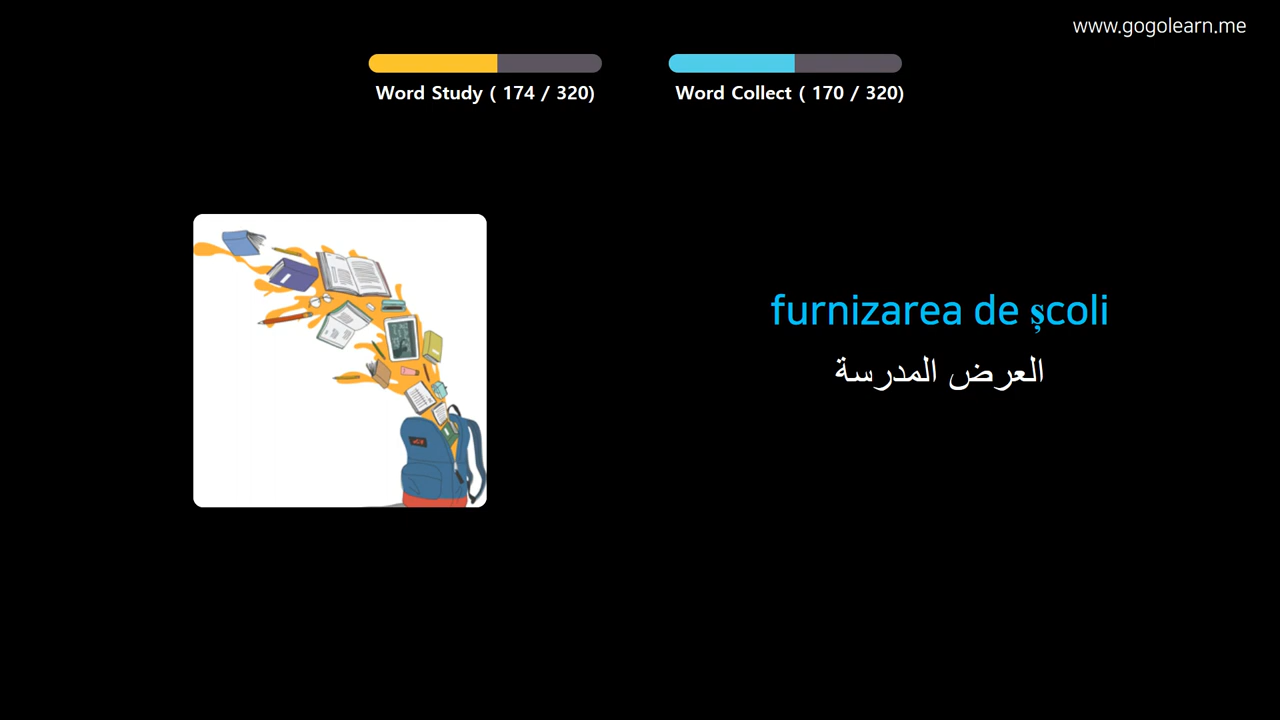 www.gogolearn.me
Word Study ( 174 / 320)
Word Collect ( 170 / 320)
furnizarea de școli
العرض المدرسة